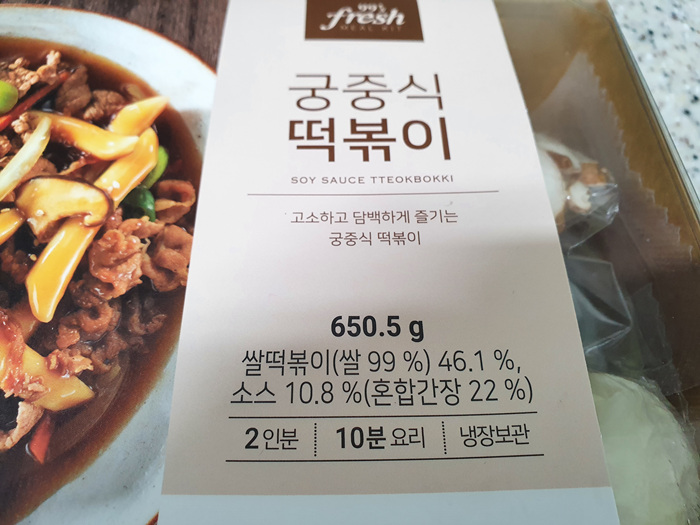 99's
fresh
MEAL KIT
궁중식
떡볶이
SOY SAUCE TTEOKBOKKI
고소하고 담백하게 즐기는
궁중식 떡볶이
650.5 g
쌀떡볶이(쌀 99 %) 46.1 %,
소스 10.8 %(혼합간장 22 %)
2인분 10분 요리 냉장보관